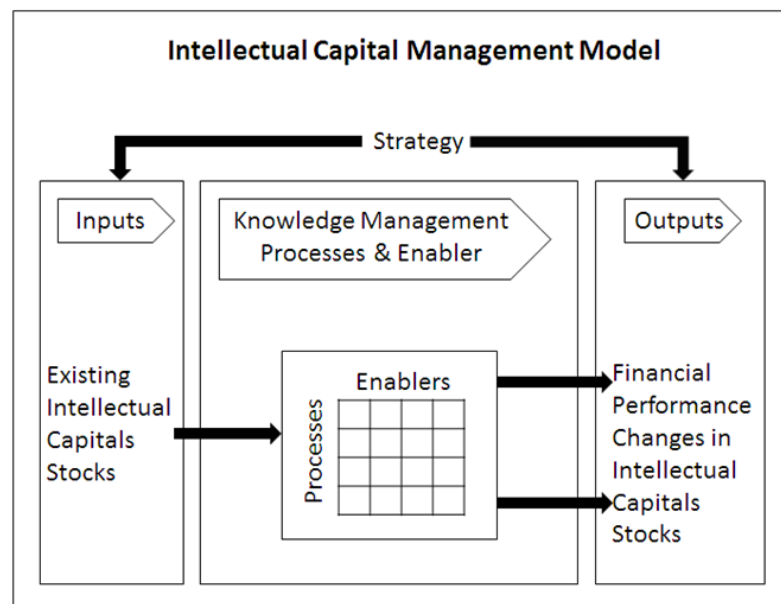 Intellectual Capital Management Model
Strategy
Inputs
Knowledge Management
Processes & Enabler
Outputs
Existing
Intellectual
Capitals
Stocks
Enablers
Processes
Financial
Performance
Changes in
Intellectual
Capitals
Stocks